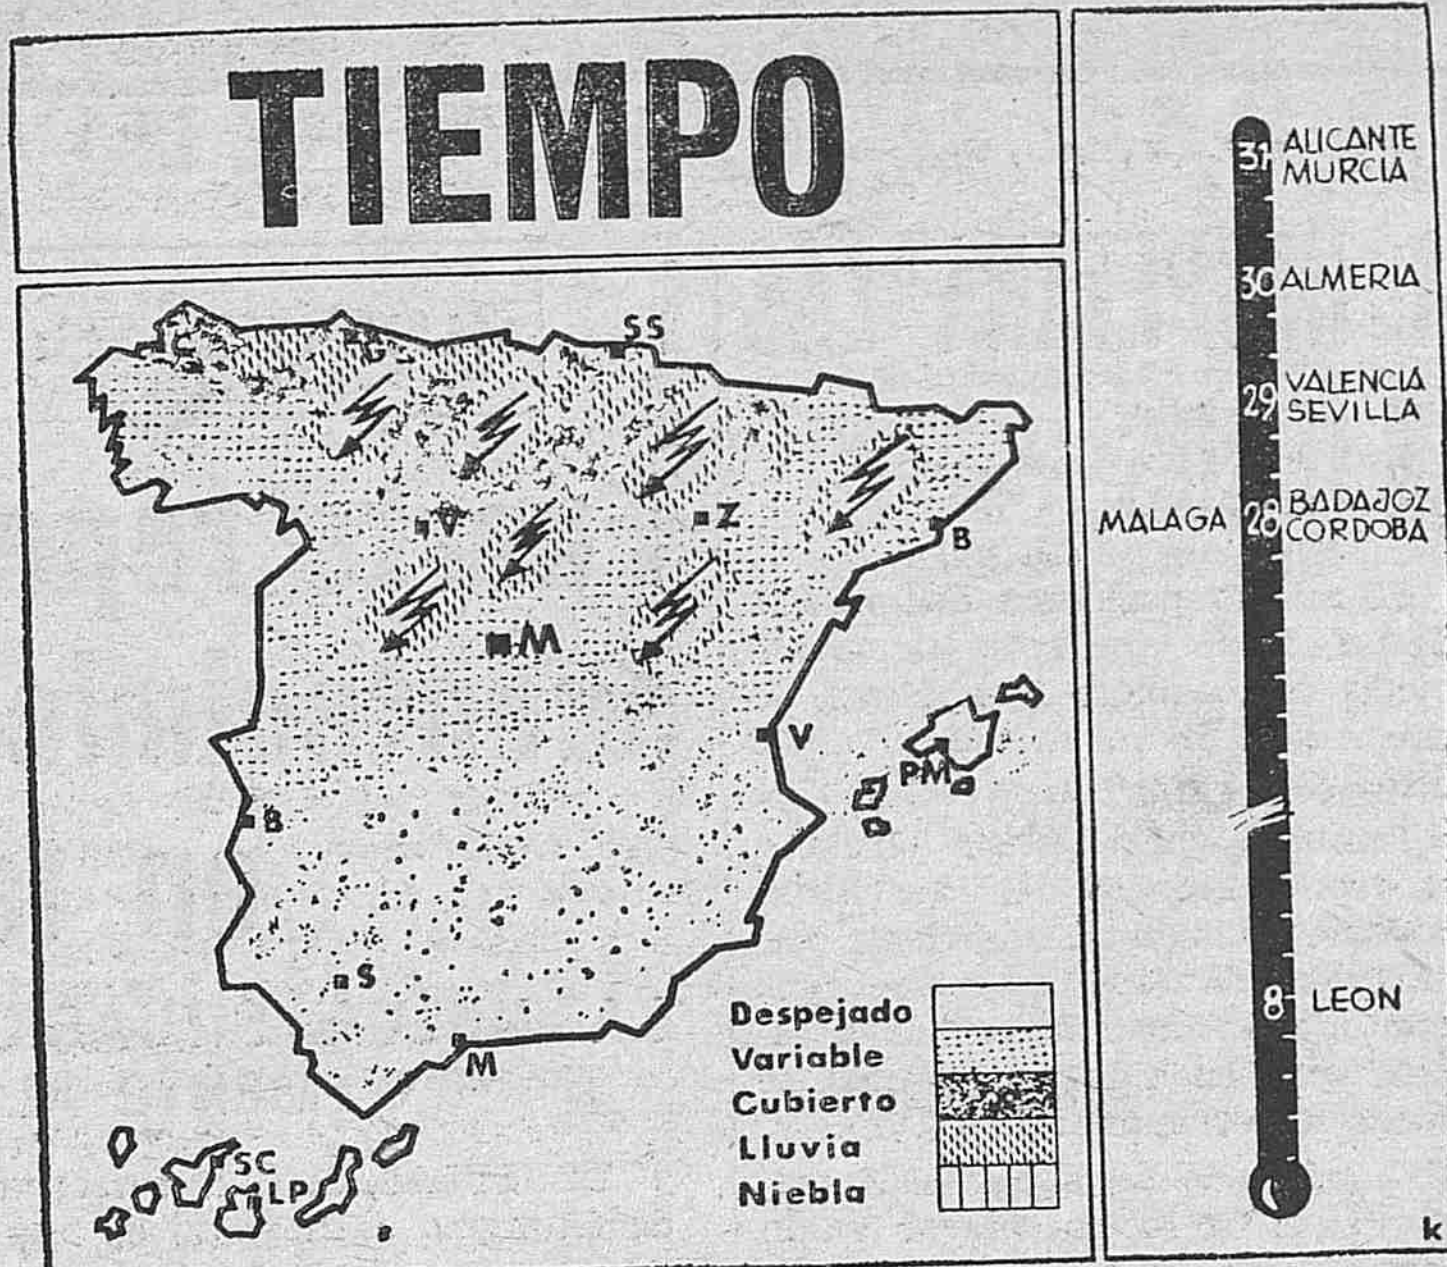 TIEMPO
SS
V
Z
B
M
V
PM
B
S
M
SC
LP
Despejado
Variable
Cubierto
Lluvia
Niebla
31 ALICANTE
MURCIA
30 ALMERIA
29 VALENCIA
SEVILLA
MALAGA 28 BADAJOZ
CORDOBA
8 LEON
k